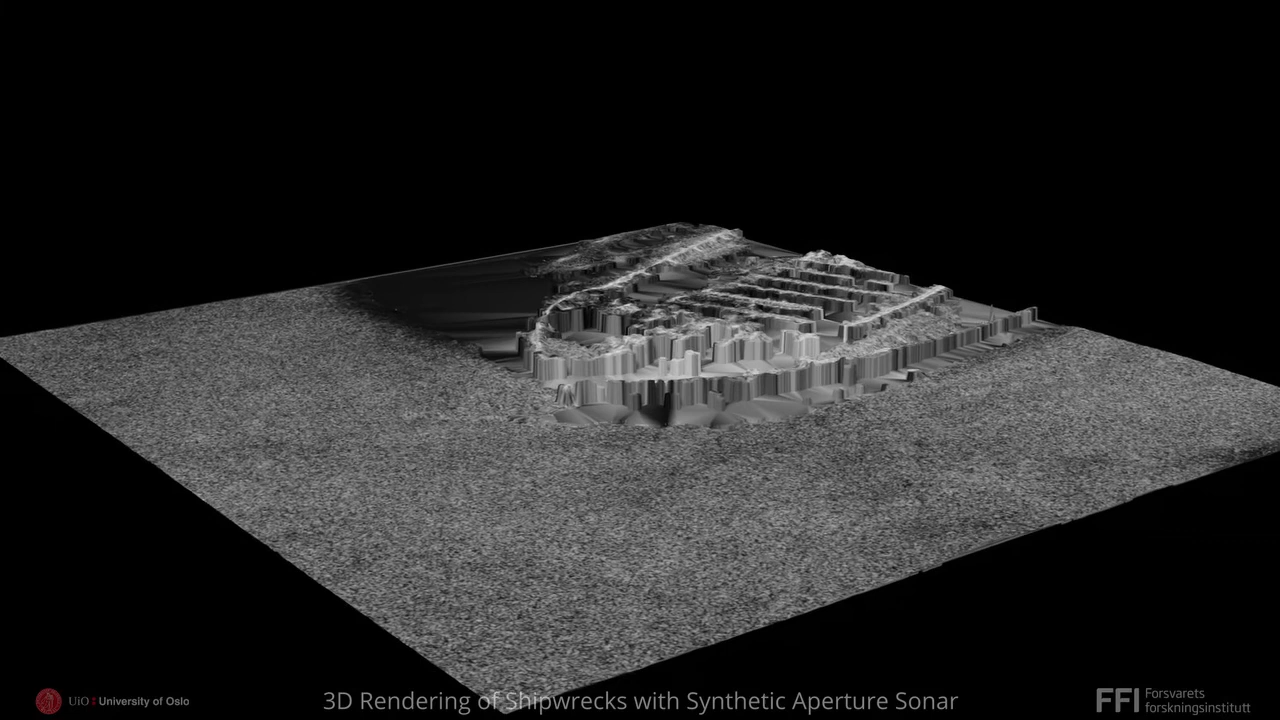 UiO : University of Oslo
3D Rendering of Shipwrecks with Synthetic Aperture Sonar
FFI Forsvarets
forskningsinstitutt